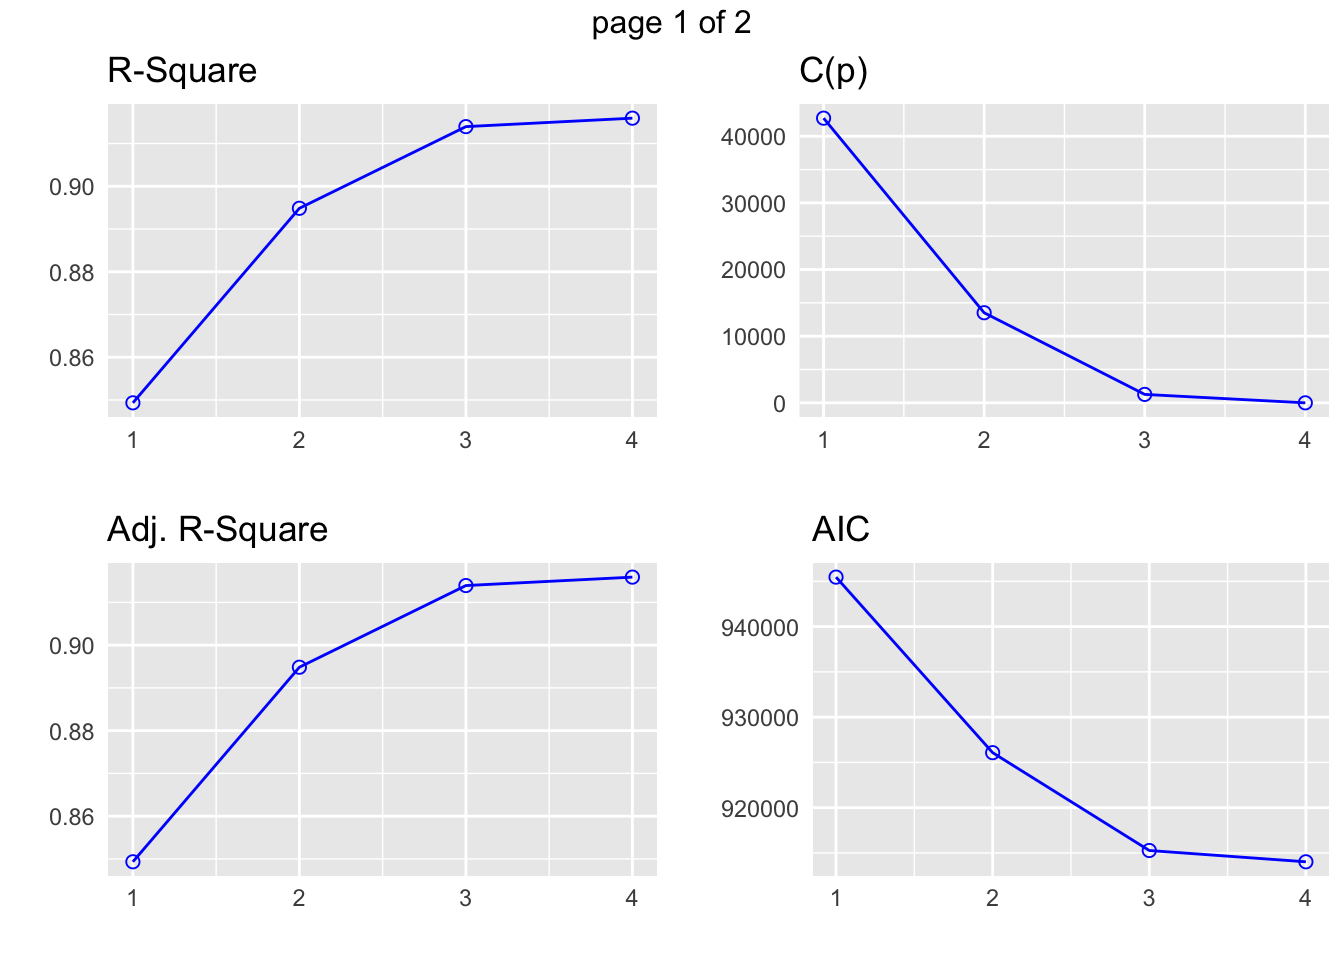 page 1 of 2
R-Square
0.90
0.88
0.86
1 2 3 4
C(p)
40000
30000
20000
10000
0
1 2 3 4
Adj. R-Square
0.90
0.88
0.86
1 2 3 4
AIC
940000
930000
920000
1 2 3 4